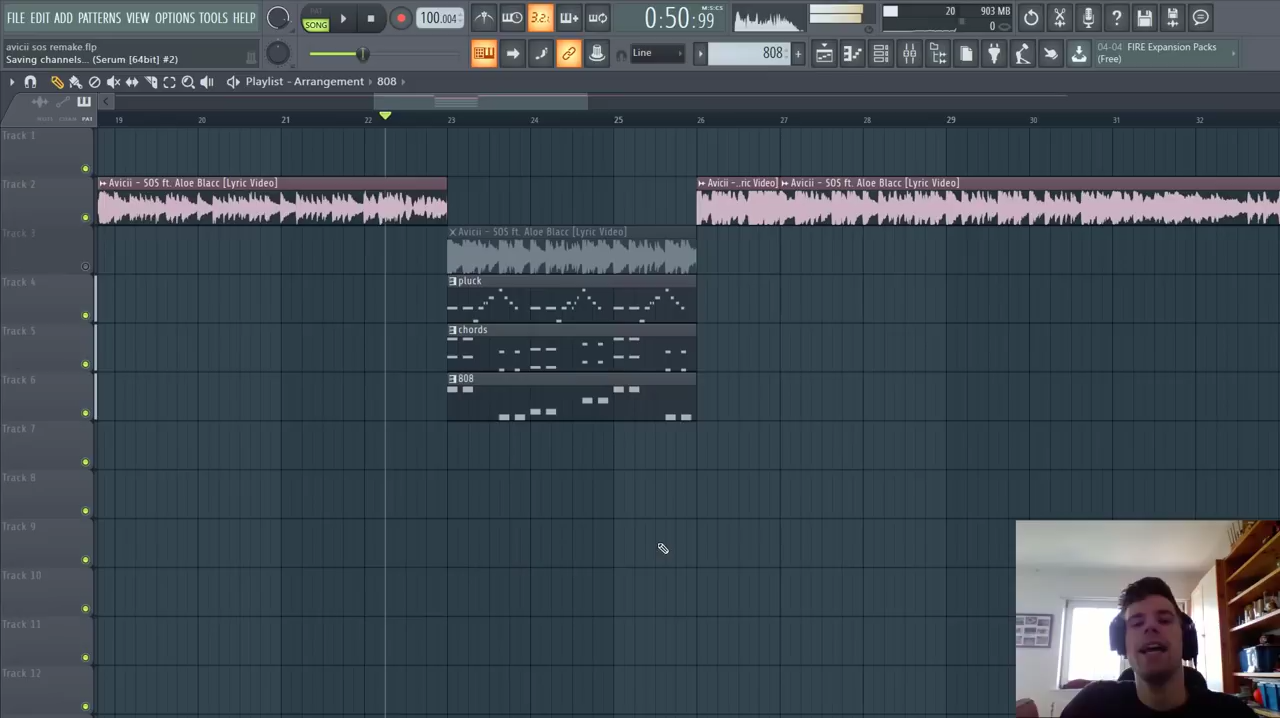 FILE EDIT ADD PATTERNS VIEW OPTIONS TOOLS HELP
avicii sos remake flp
Saving channels... (Serum [64bit] #2)
PAT
SONG
100.004
3.2.
0:50:99
M:S:CS
20
903 MB
0
Line
808
04-04 FIRE Expansion Packs
(Free)
Playlist - Arrangement
808
PAT
19 20 21 22 23 24 25 26 27 28 29 30 31 32
Track 1
Track 2
Avicii - SOS ft. Aloe Blacc [Lyric Video]
Avicii -..ric Video]
Avicii - SOS ft. Aloe Blacc [Lyric Video]
Track 3
Avicii - SOS ft. Aloe Blacc [Lyric Video]
Track 4
pluck
Track 5
chords
Track 6
808
Track 7
Track 8
Track 9
Track 10
Track 11
Track 12